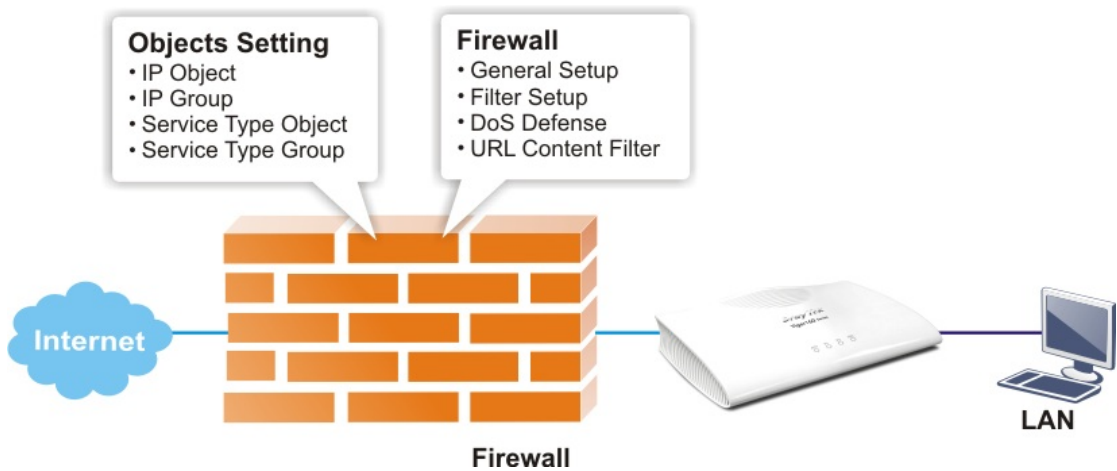 Objects Setting
• IP Object
• IP Group
• Service Type Object
• Service Type Group
Firewall
• General Setup
• Filter Setup
• DoS Defense
• URL Content Filter
Internet
LAN
Firewall